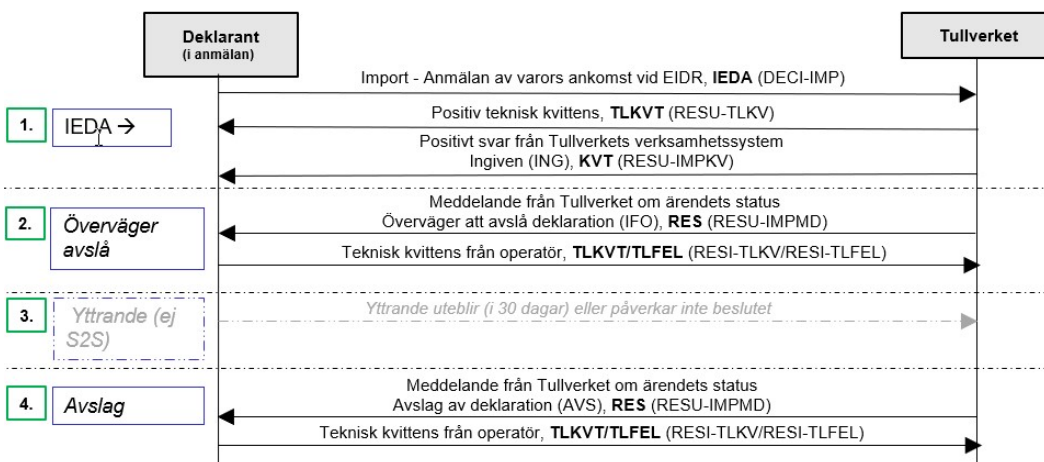 Deklarant
(i anmälan)
Tullverket
Import - Anmälan av varors ankomst vid EIDR, IEDA (DECI-IMP)
1.
IEDA →
Positiv teknisk kvittens, TLKVT (RESU-TLKV)
Positivt svar från Tullverkets verksamhetssystem
Ingiven (ING), KVT (RESU-IMPKV)
2.
Överväger
avslå
Meddelande från Tullverket om ärendets status
Överväger att avslå deklaration (IFO), RES (RESU-IMPMD)
Teknisk kvittens från operatör, TLKVT/TLFEL (RESI-TLKV/RESI-TLFEL)
3.
Yttrande (ej
S2S)
Yttrande uteblir (i 30 dagar) eller påverkar inte beslutet
4.
Avslag
Meddelande från Tullverket om ärendets status
Avslag av deklaration (AVS), RES (RESU-IMPMD)
Teknisk kvittens från operatör, TLKVT/TLFEL (RESI-TLKV/RESI-TLFEL)